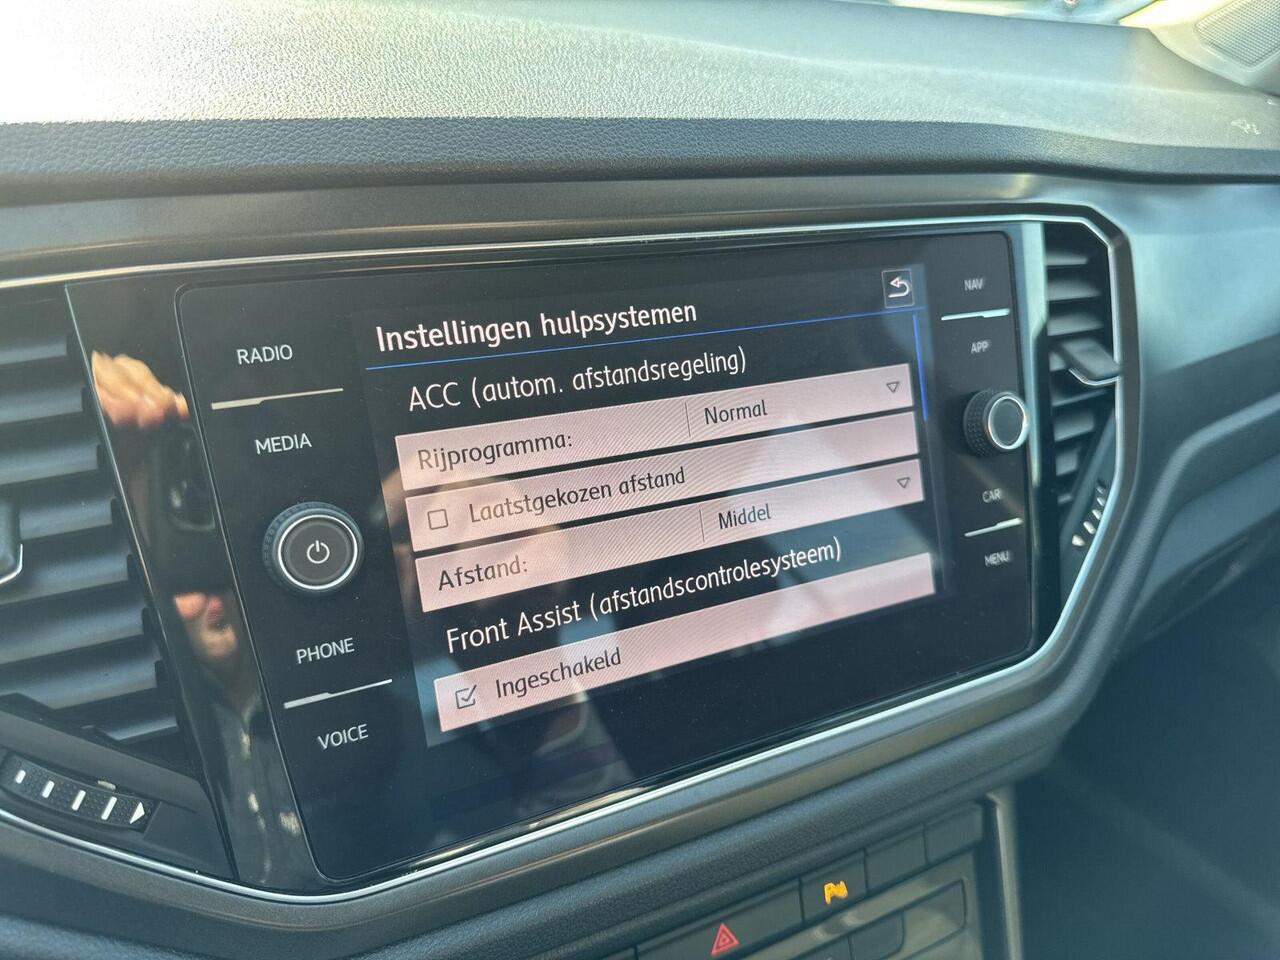 Instellingen hulpsystemen
ACC (autom. afstandsregeling)
Rijprogramma: Normal
Laatstgekozen afstand
Afstand: Middel
Front Assist (afstandscontrolesysteem)
Ingeschakeld
RADIO
MEDIA
PHONE
VOICE
NAV
APP
CAR
MENU